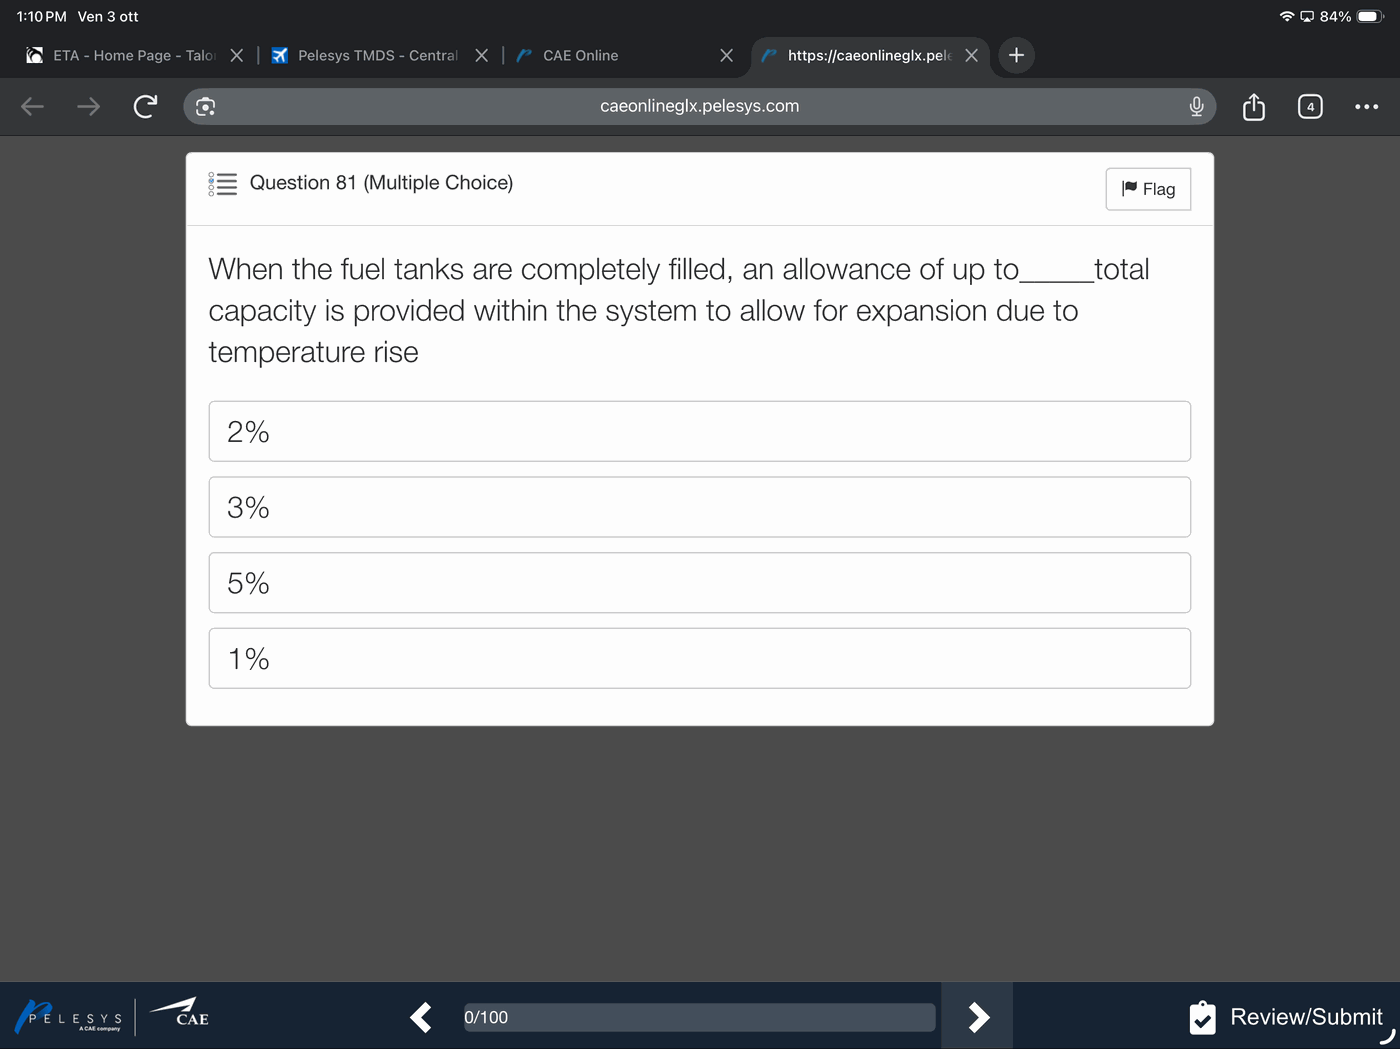 1:10 PM Ven 3 ott
84%
ETA - Home Page - Talo
Pelesys TMDS - Central
CAE Online
https://caeonlineglx.pele
caeonlineglx.pelesys.com
4
Question 81 (Multiple Choice)
Flag
When the fuel tanks are completely filled, an allowance of up to_____total
capacity is provided within the system to allow for expansion due to
temperature rise
2%
3%
5%
1%
PELESYS
A CAE company
CAE
0/100
Review/Submit